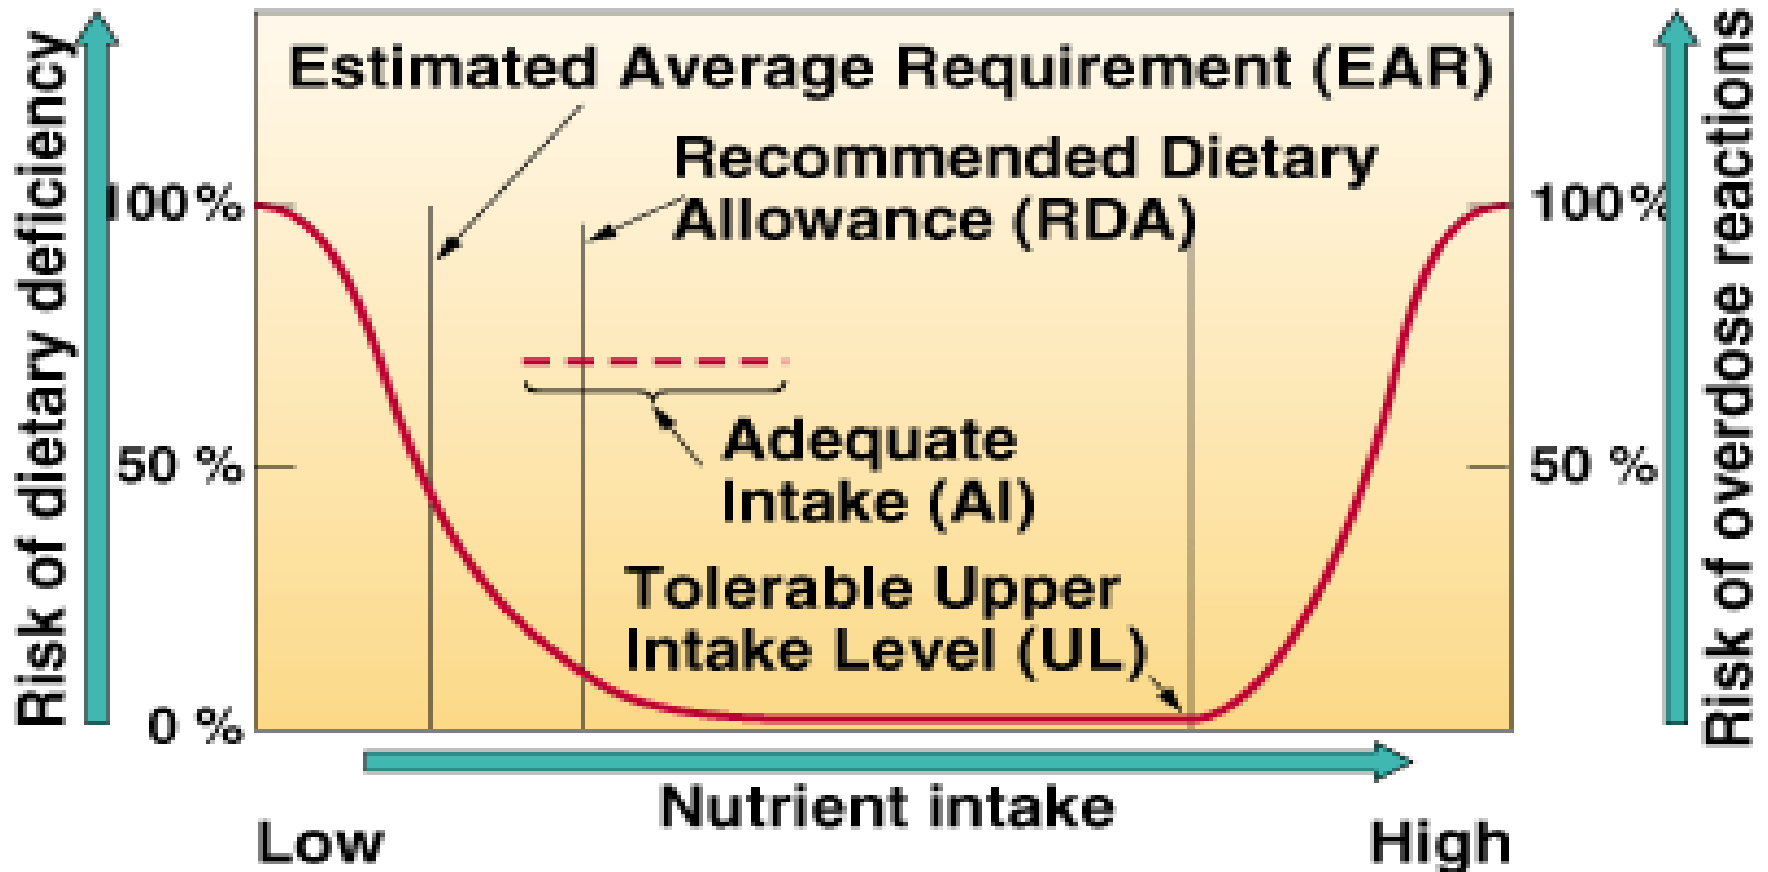 Risk of dietary deficiency
Estimated Average Requirement (EAR)
Recommended Dietary
Allowance (RDA)
100%
100%
Adequate
Intake (AI)
50 %
50 %
Tolerable Upper
Intake Level (UL)
0 %
Risk of overdose reactions
Nutrient intake
Low
High